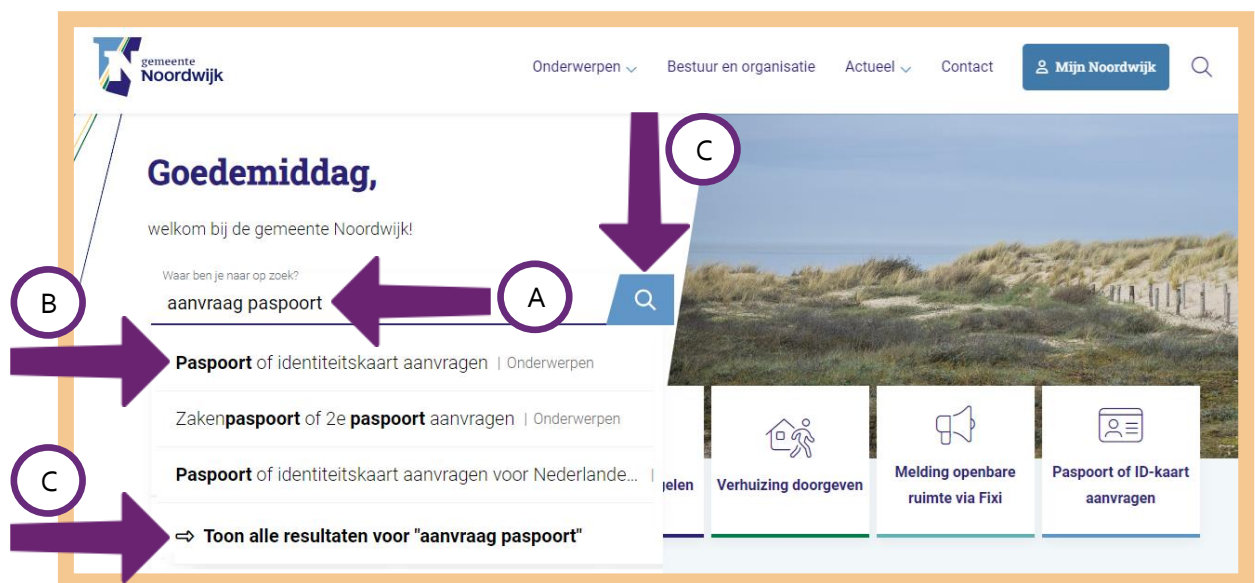 gemeente
Noordwijk
Onderwerpen
Bestuur en organisatie
Actueel
Contact
Mijn Noordwijk
C
Goedemiddag,
welkom bij de gemeente Noordwijk!
Waar ben je naar op zoek?
aanvraag paspoort
A
B
Paspoort of identiteitskaart aanvragen | Onderwerpen
Zakenpaspoort of 2e paspoort aanvragen | Onderwerpen
Paspoort of identiteitskaart aanvragen voor Nederlande... |
C
⇨ Toon alle resultaten voor "aanvraag paspoort"
gelen
Verhuizing doorgeven
Melding openbare
ruimte via Fixi
Paspoort of ID-kaart
aanvragen